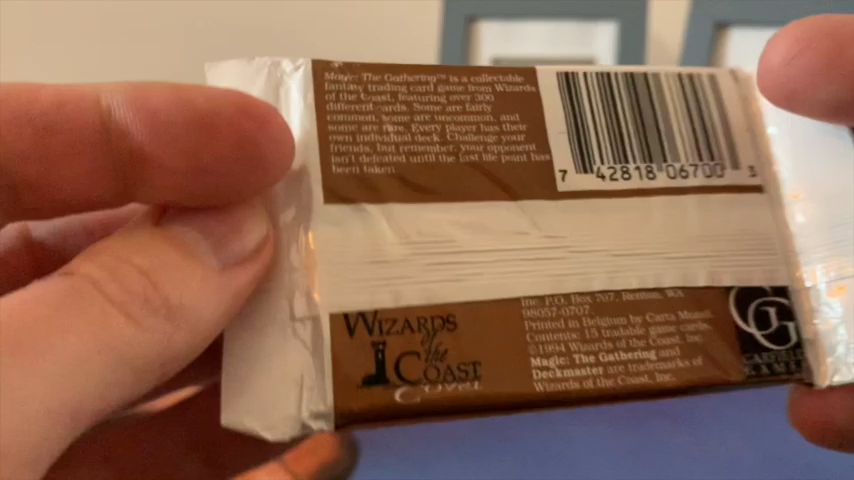 Magic: The Gathering™ is a collectable
fantasy trading card game from Wizards
of the Coast, featuring over 300
different cards. Some are fairly
common, some are uncommon, and
some are rare. Every player has their
own individual deck. Challenge your
friends, but remember, your opponent
isn't defeated until the last life point has
been taken.
7 42818 06700 3
WIZARDS
of the
COAST
Inc. P.O. Box 707, Renton, WA
98057-0707.
Printed in Belgium by Carta Mundi.
Contents: 15 tradable game cards.
©1994 Wizards of the Coast, Inc.
Magic: The Gathering and
Deckmaster are trademarks of
Wizards of the Coast, Inc.
GG
GARFIELD
GAMES